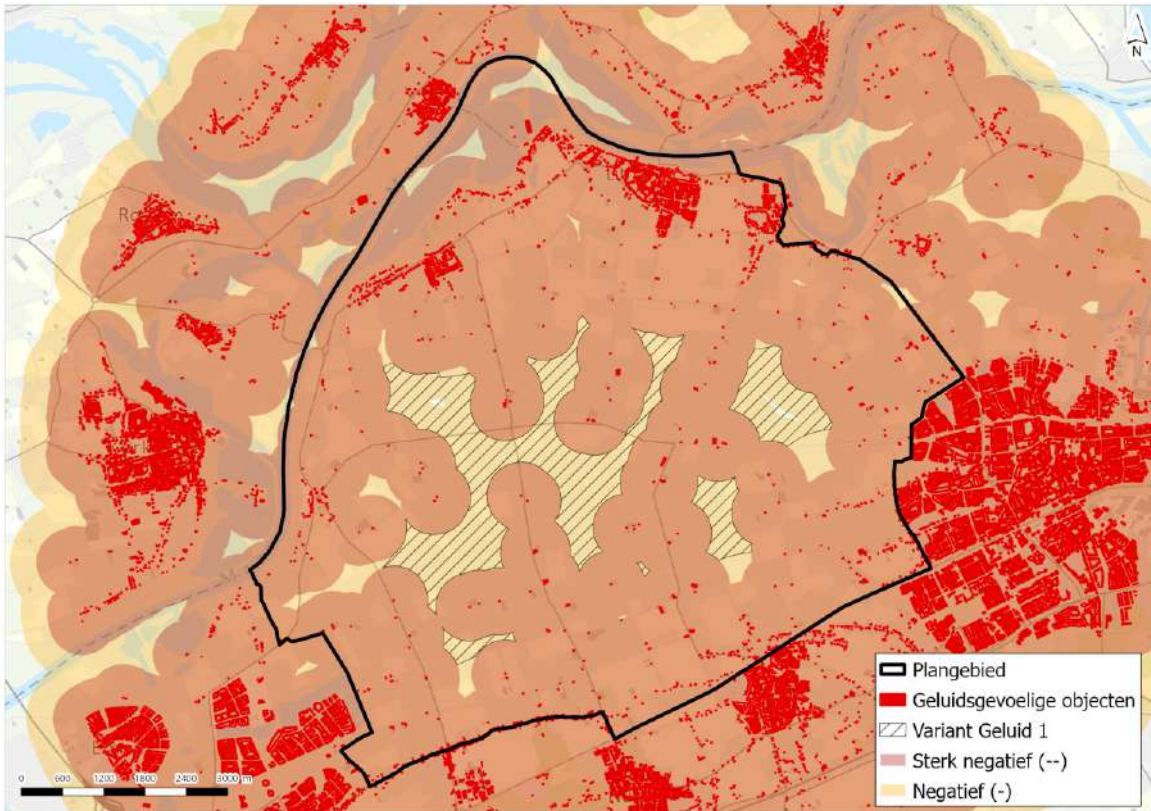 N
Plangebied
Geluidsgevoelige objecten
Variant Geluid 1
Sterk negatief (--)
Negatief (-)
0 600 1200 1800 2400 3000 m